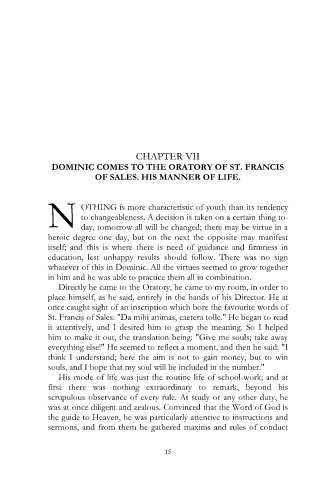 CHAPTER VII
DOMINIC COMES TO THE ORATORY OF ST. FRANCIS
OF SALES. HIS MANNER OF LIFE.
NOTHING is more characteristic of youth than its tendency
to changeableness. A decision is taken on a certain thing to-
day, tomorrow all will be changed; there may be virtue in a
heroic degree one day, but on the next the opposite may manifest
itself; and this is where there is need of guidance and firmness in
education, lest unhappy results should follow. There was no sign
whatever of this in Dominic. All the virtues seemed to grow together
in him and he was able to practice them all in combination.
Directly he came to the Oratory, he came to my room, in order to
place himself, as he said, entirely in the hands of his Director. He at
once caught sight of an inscription which bore the favourite words of
St. Francis of Sales: "Da mihi animas, caetera tolle." He began to read
it attentively, and I desired him to grasp the meaning. So I helped
him to make it out, the translation being: "Give me souls; take away
everything else!" He seemed to reflect a moment, and then he said: "I
think I understand; here the aim is not to gain money, but to win
souls, and I hope that my soul will be included in the number."
His mode of life was just the routine life of school-work; and at
first there was nothing extraordinary to remark, beyond his
scrupulous observance of every rule. At study or any other duty, he
was at once diligent and zealous. Convinced that the Word of God is
the guide to Heaven, he was particularly attentive to instructions and
sermons, and from them he gathered maxims and rules of conduct
15